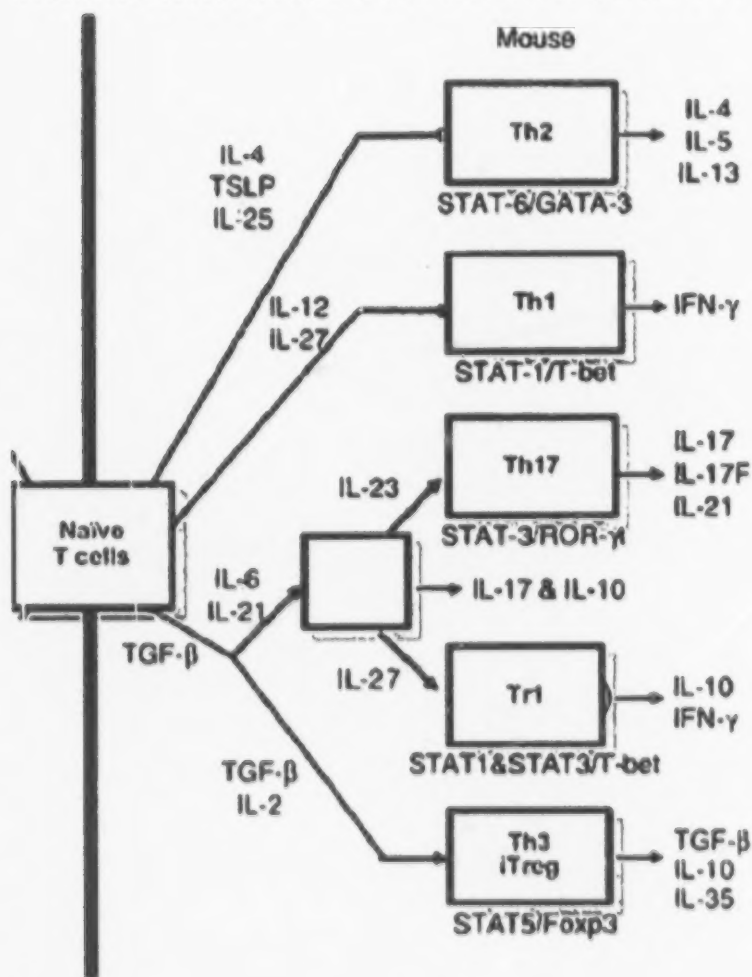 Mouse
IL-4
TSLP
IL-25
Th2
STAT-6/GATA-3
IL-4
IL-5
IL-13
IL-12
IL-27
Th1
STAT-1/T-bet
IFN-γ
Naïve
T cells
IL-23
Th17
STAT-3/ROR-γt
IL-17
IL-17F
IL-21
IL-6
IL-21
IL-17 & IL-10
TGF-β
IL-27
Tr1
STAT1&STAT3/T-bet
IL-10
IFN-γ
TGF-β
IL-2
Th3
iTreg
STAT5/Foxp3
TGF-β
IL-10
IL-35